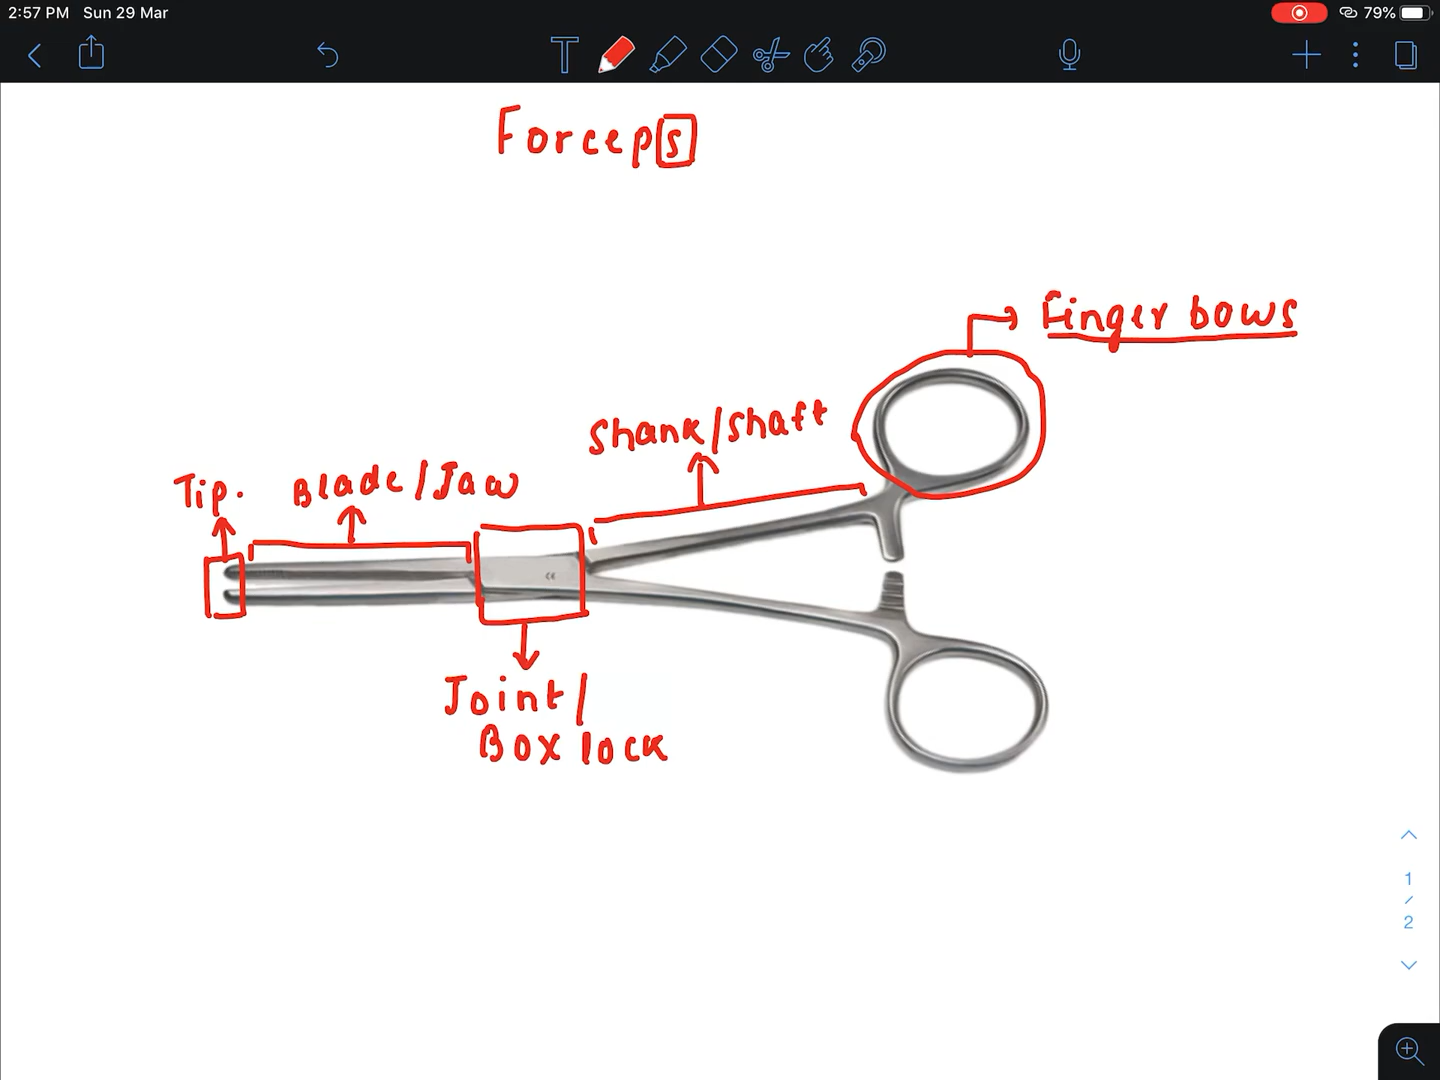 2:57 PM Sun 29 Mar
79%
T
Forceps
Finger bows
Shank/shaft
Tip. Blade/Jaw
CE
Joint/
Box lock
1
/
2